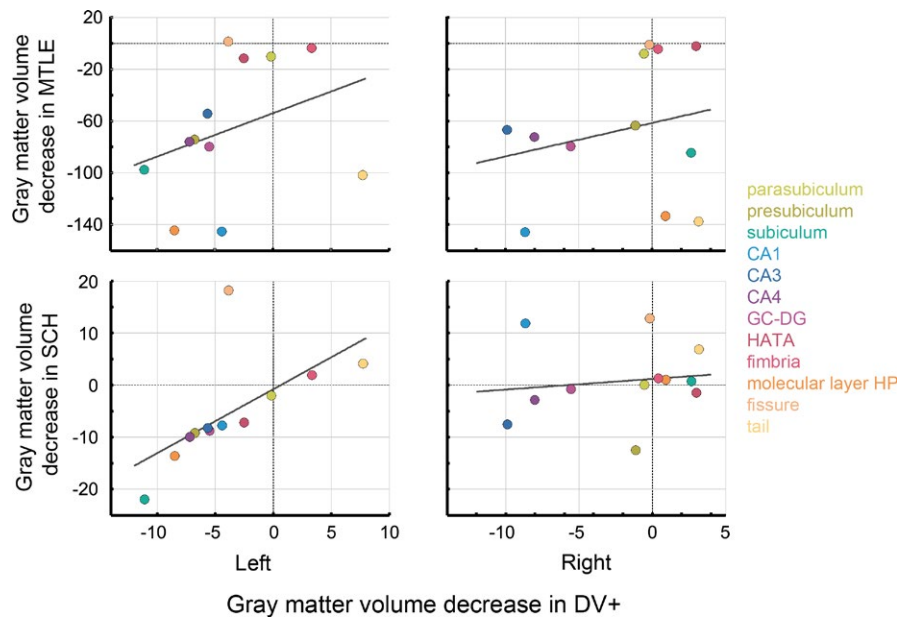 Gray matter volume
decrease in MTLE
20
-20
-60
-100
-140
parasubiculum
presubiculum
subiculum
CA1
CA3
CA4
GC-DG
HATA
fimbria
molecular layer HP
fissure
tail
Gray matter volume
decrease in SCH
20
10
0
-10
-20
-10 -5 0 5 10
-10 -5 0 5
Left
Right
Gray matter volume decrease in DV+